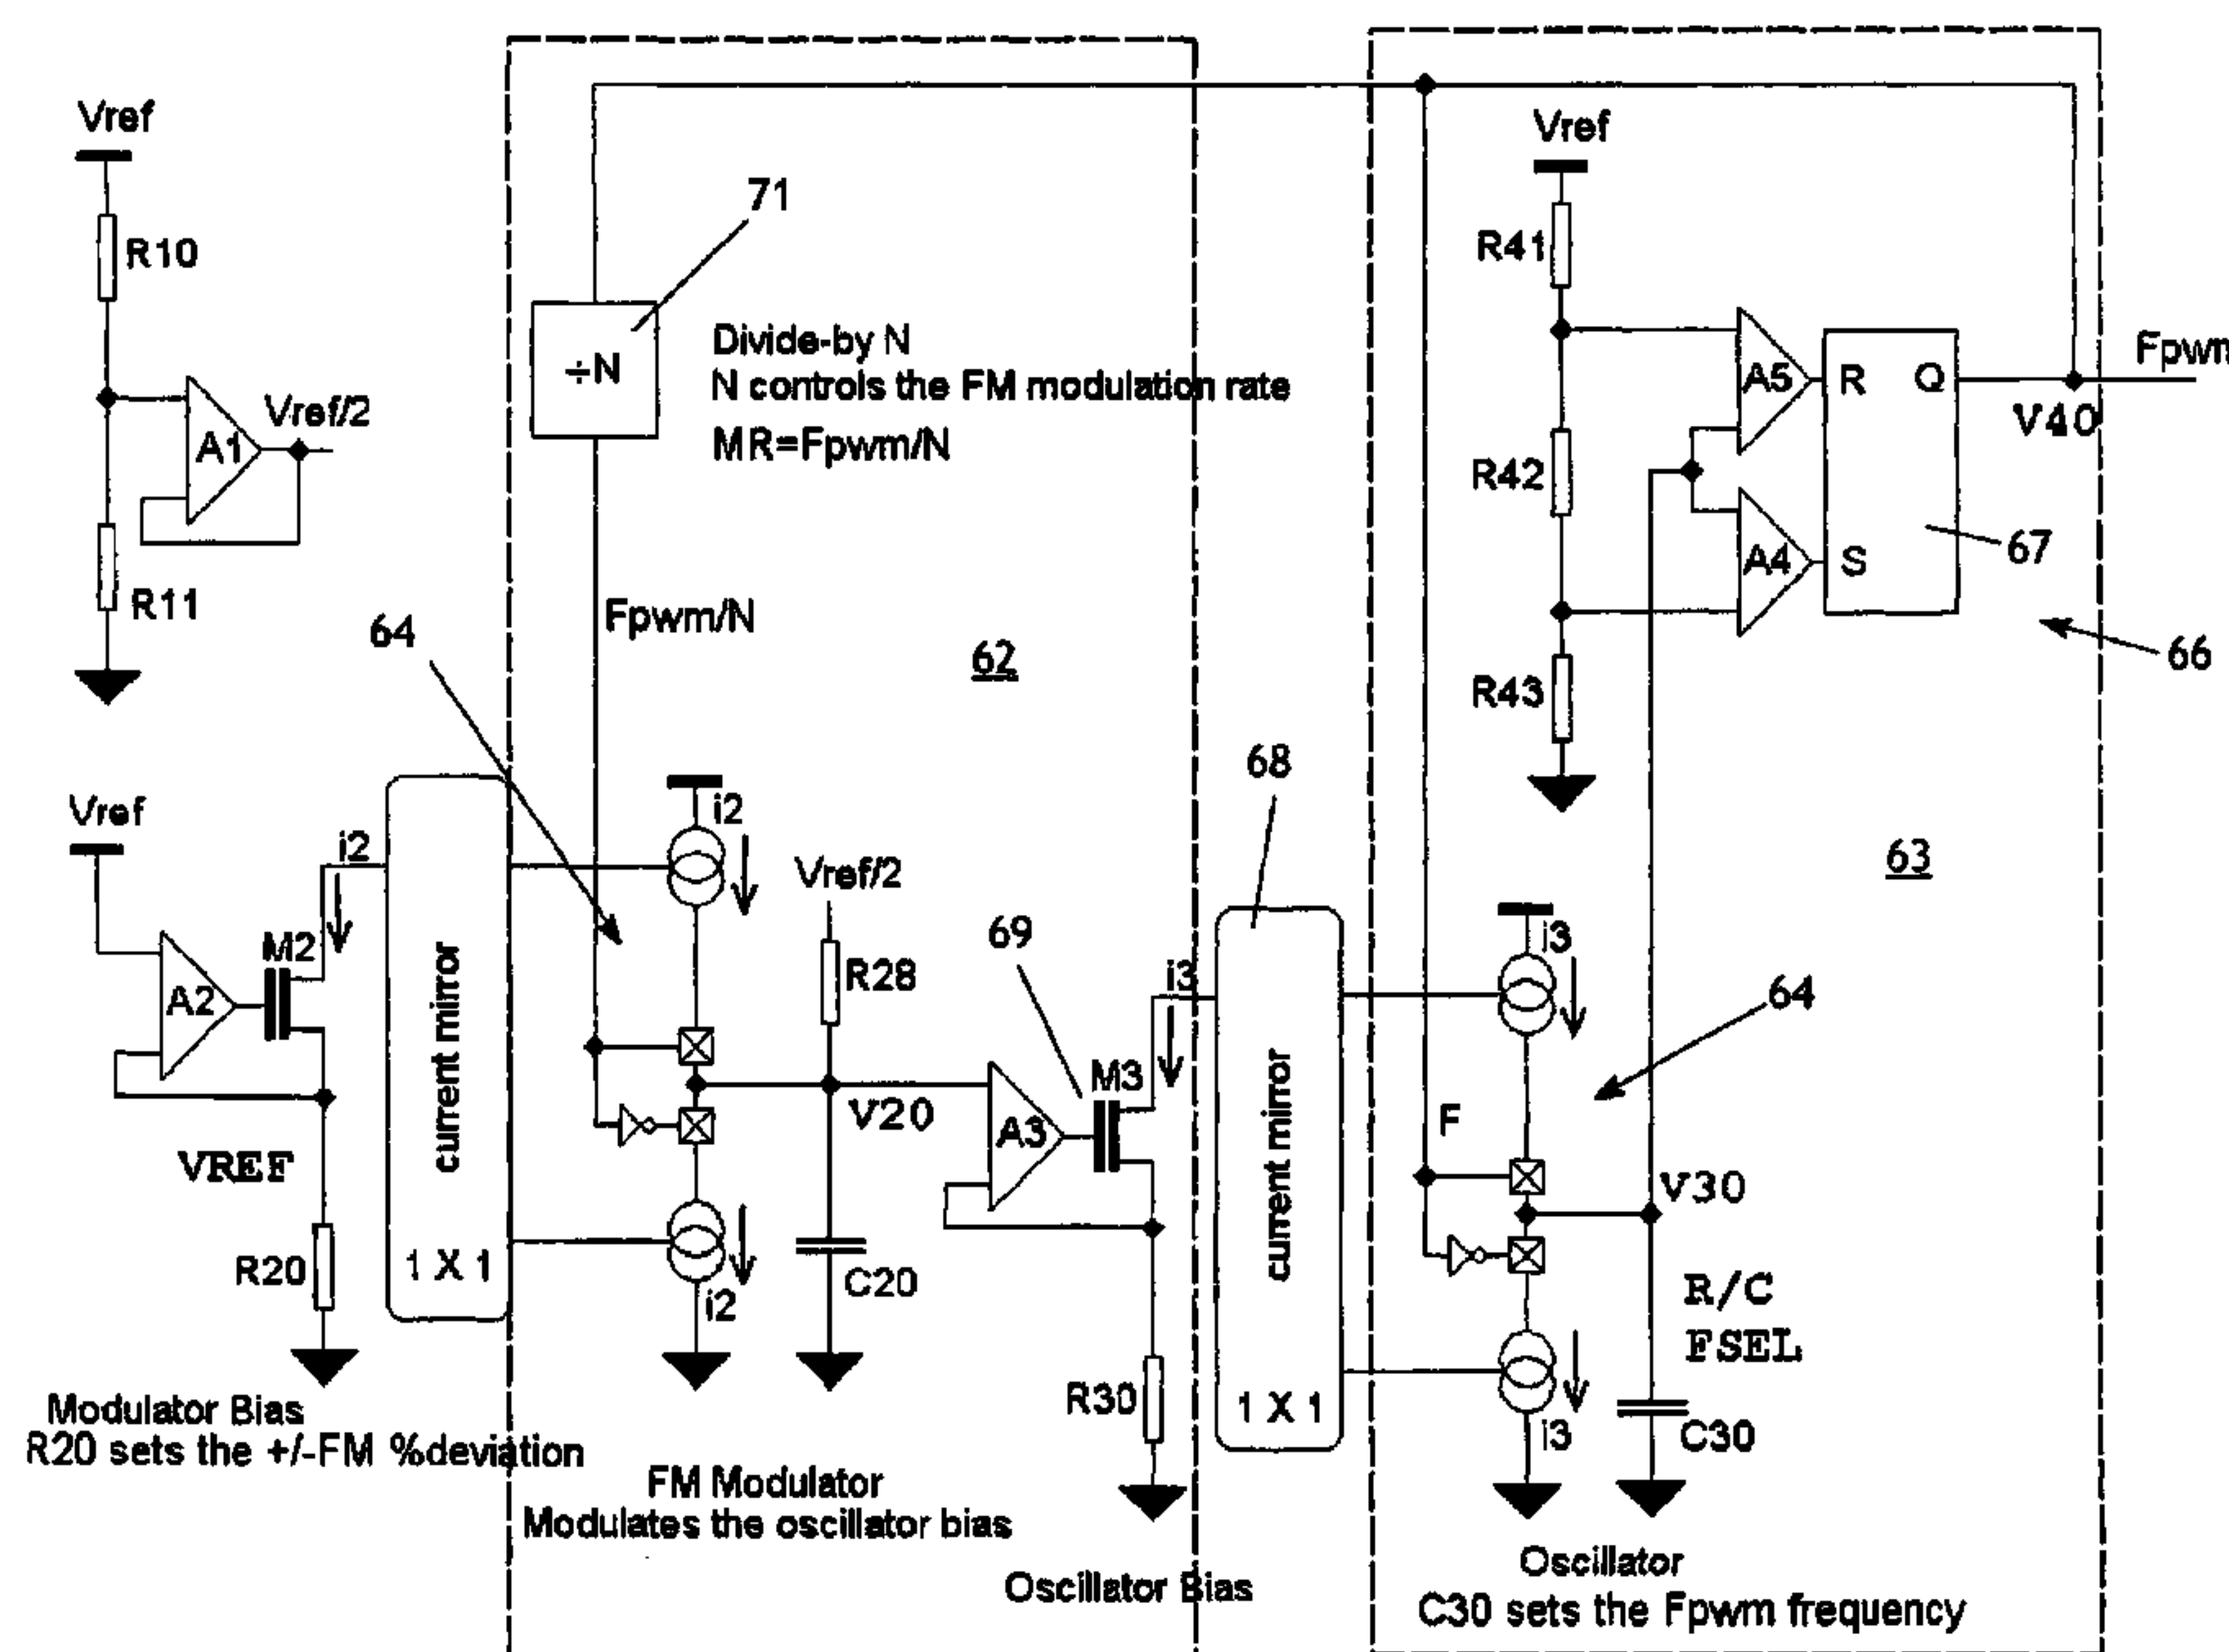 Vref
R10
Vref/2
A1
R11
71
÷N
Divide-by N
N controls the FM modulation rate
MR=Fpwm/N
Fpwm/N
64
62
Vref
R41
R42
R43
A5
A4
R
Q
S
V40
Fpwm
67
66
63
Vref
i2
M2
A2
VREF
R20
current mirror
1 X 1
i2
i2
Vref/2
R28
V20
C20
69
A3
M3
i3
R30
68
current mirror
1 X 1
F
i3
i3
64
V30
R/C
FSEL
C30
Modulator Bias
R20 sets the +/-FM %deviation
FM Modulator
Modulates the oscillator bias
Oscillator Bias
Oscillator
C30 sets the Fpwm frequency